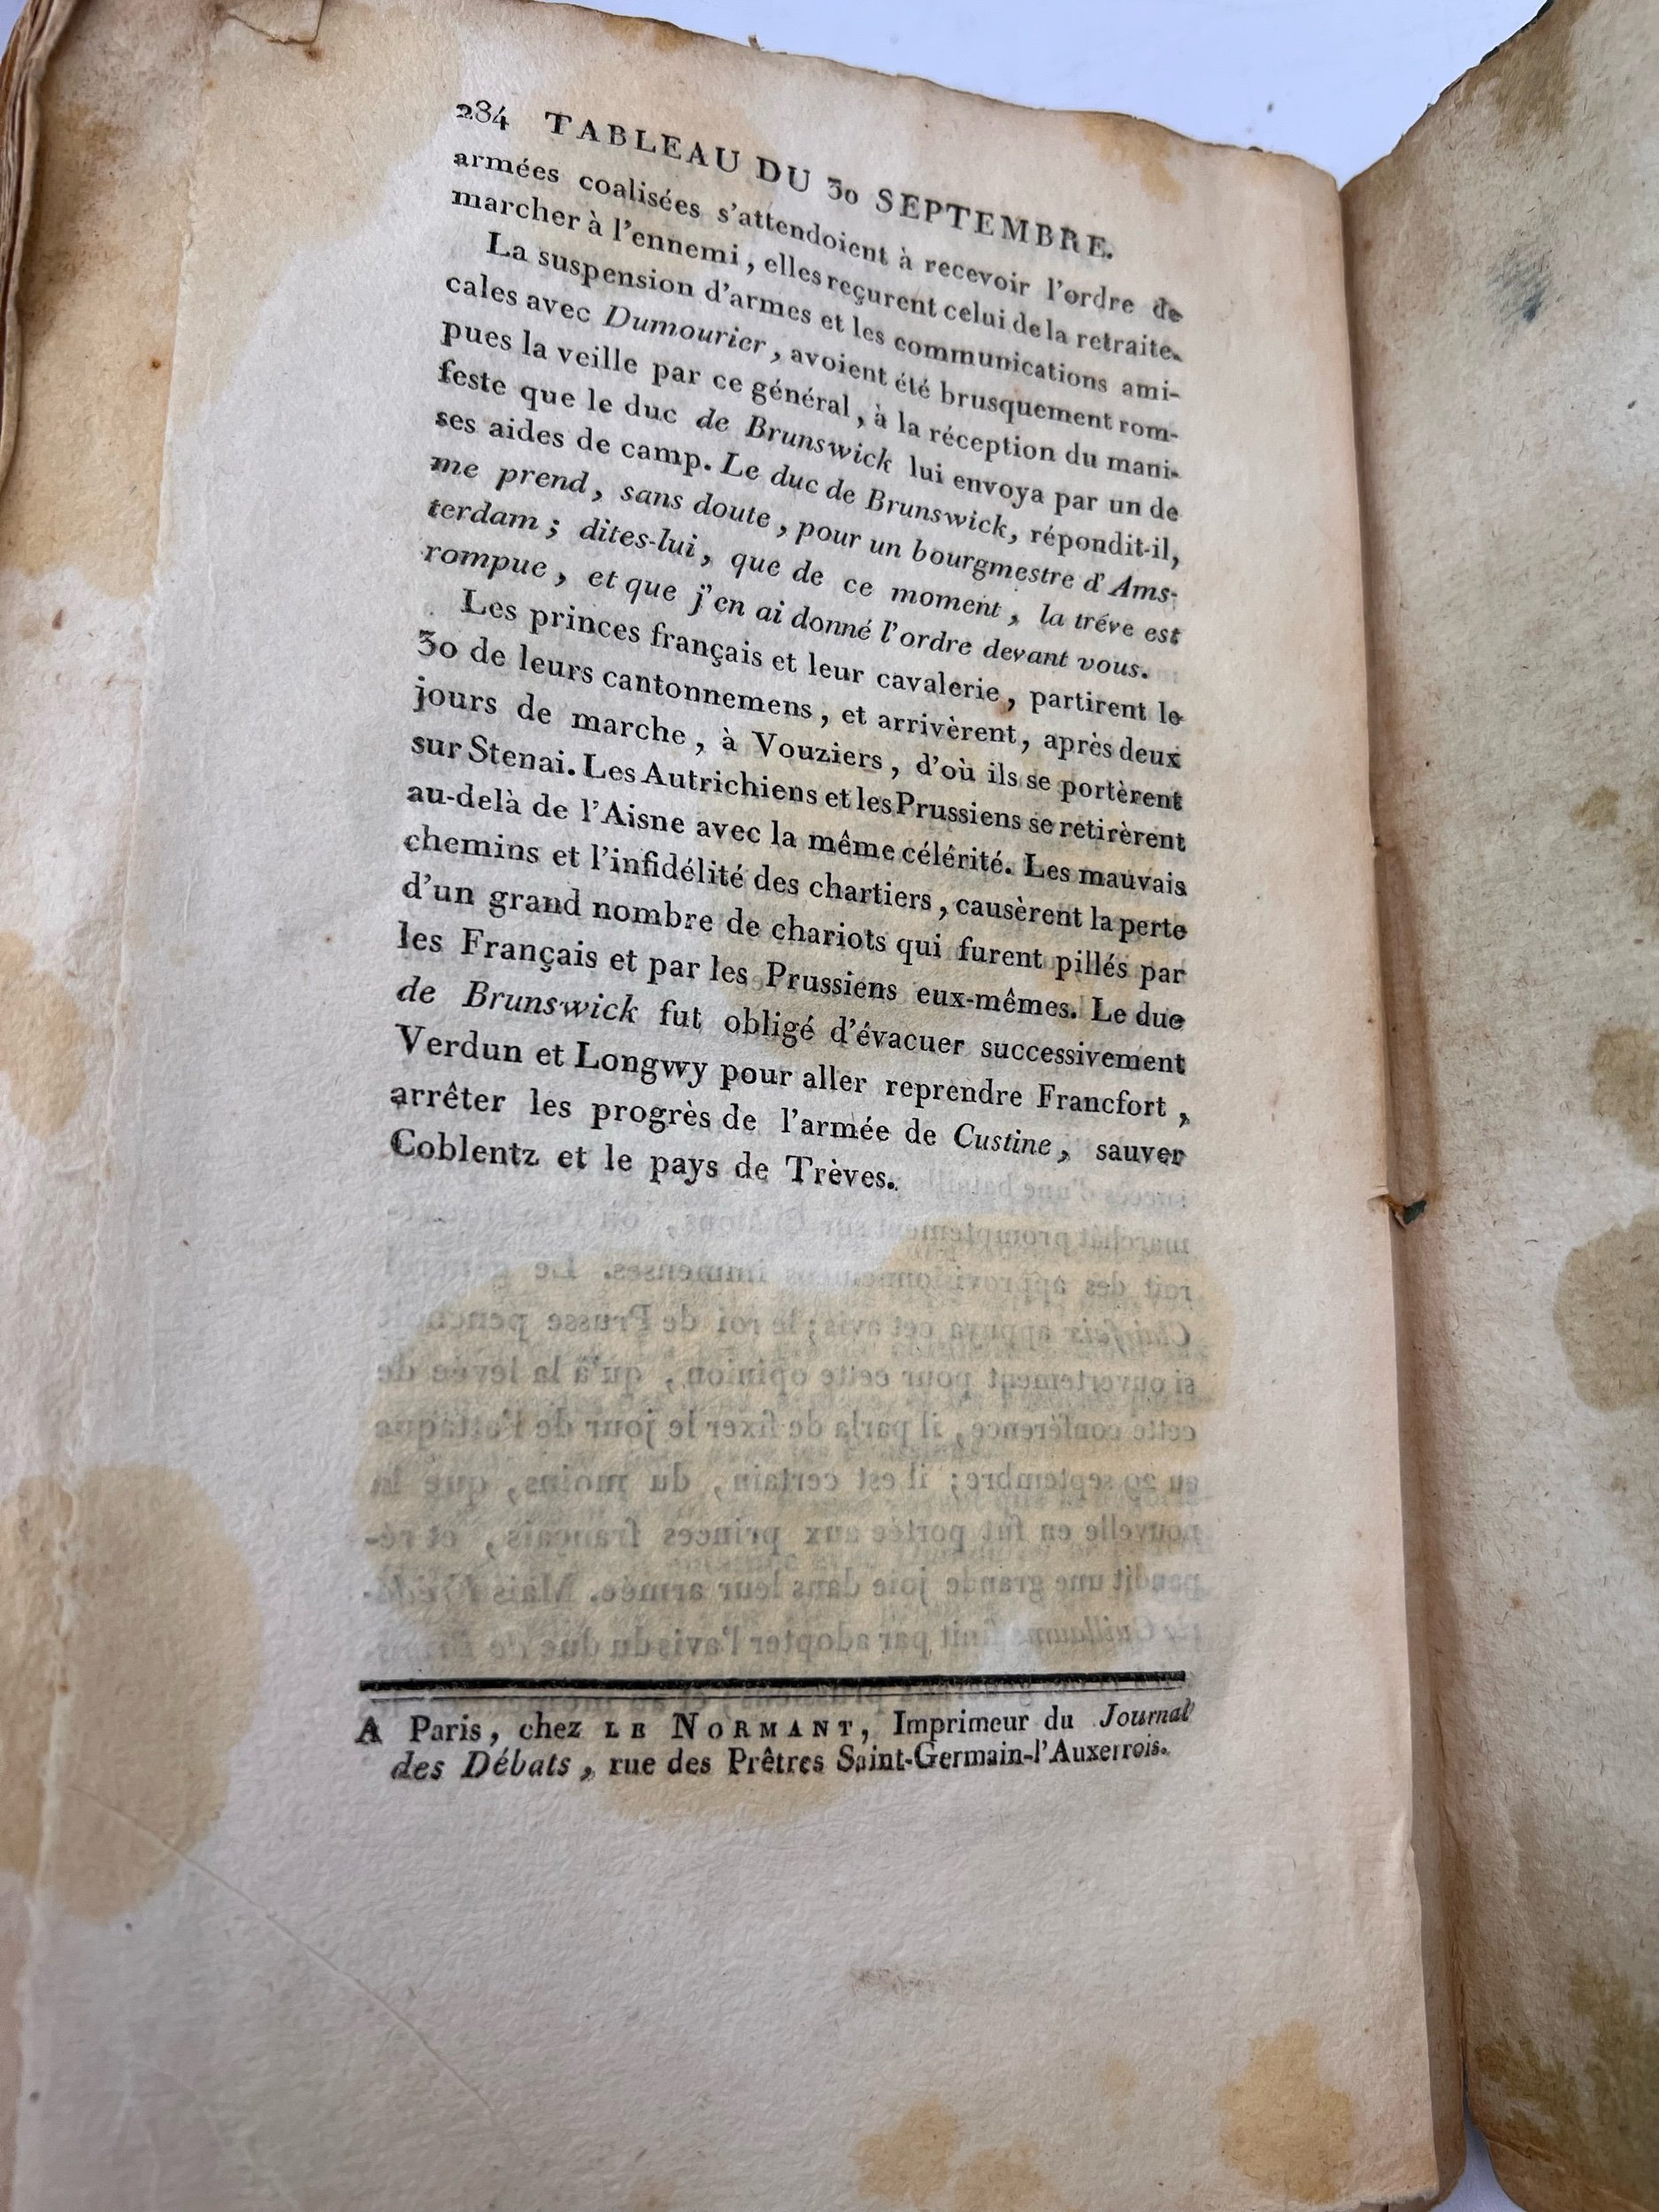 284 TABLEAU DU 30 SEPTEMBRE.
armées coalisées s'attendoient à recevoir l'ordre de
marcher à l'ennemi, elles reçurent celui de la retraite.
La suspension d'armes et les communications ami-
cales avec Dumourier, avoient été brusquement rom-
pues la veille par ce général, à la réception du mani-
feste que le duc de Brunswick lui envoya par un de
ses aides de camp. Le duc de Brunswick, répondit-il,
me prend, sans doute, pour un bourgmestre d'Ams-
terdam; dites-lui, que de ce moment, la tréve est
rompue, et que j'en ai donné l'ordre devant vous.
Les princes français et leur cavalerie, partirent le
30 de leurs cantonnemens, et arrivèrent, après deux
jours de marche, à Vouziers, d'où ils se portèrent
sur Stenai. Les Autrichiens et les Prussiens se retirèrent
au-delà de l'Aisne avec la même célérité. Les mauvais
chemins et l'infidélité des chartiers, causèrent la perte
d'un grand nombre de chariots qui furent pillés par
les Français et par les Prussiens eux-mêmes. Le duc
de Brunswick fut obligé d'évacuer successivement
Verdun et Longwy pour aller reprendre Francfort,
arrêter les progrès de l'armée de Custine, sauver
Coblentz et le pays de Trèves.
A Paris, chez LE NORMANT, Imprimeur du Journal
des Débats, rue des Prêtres Saint-Germain-l'Auxerrois.